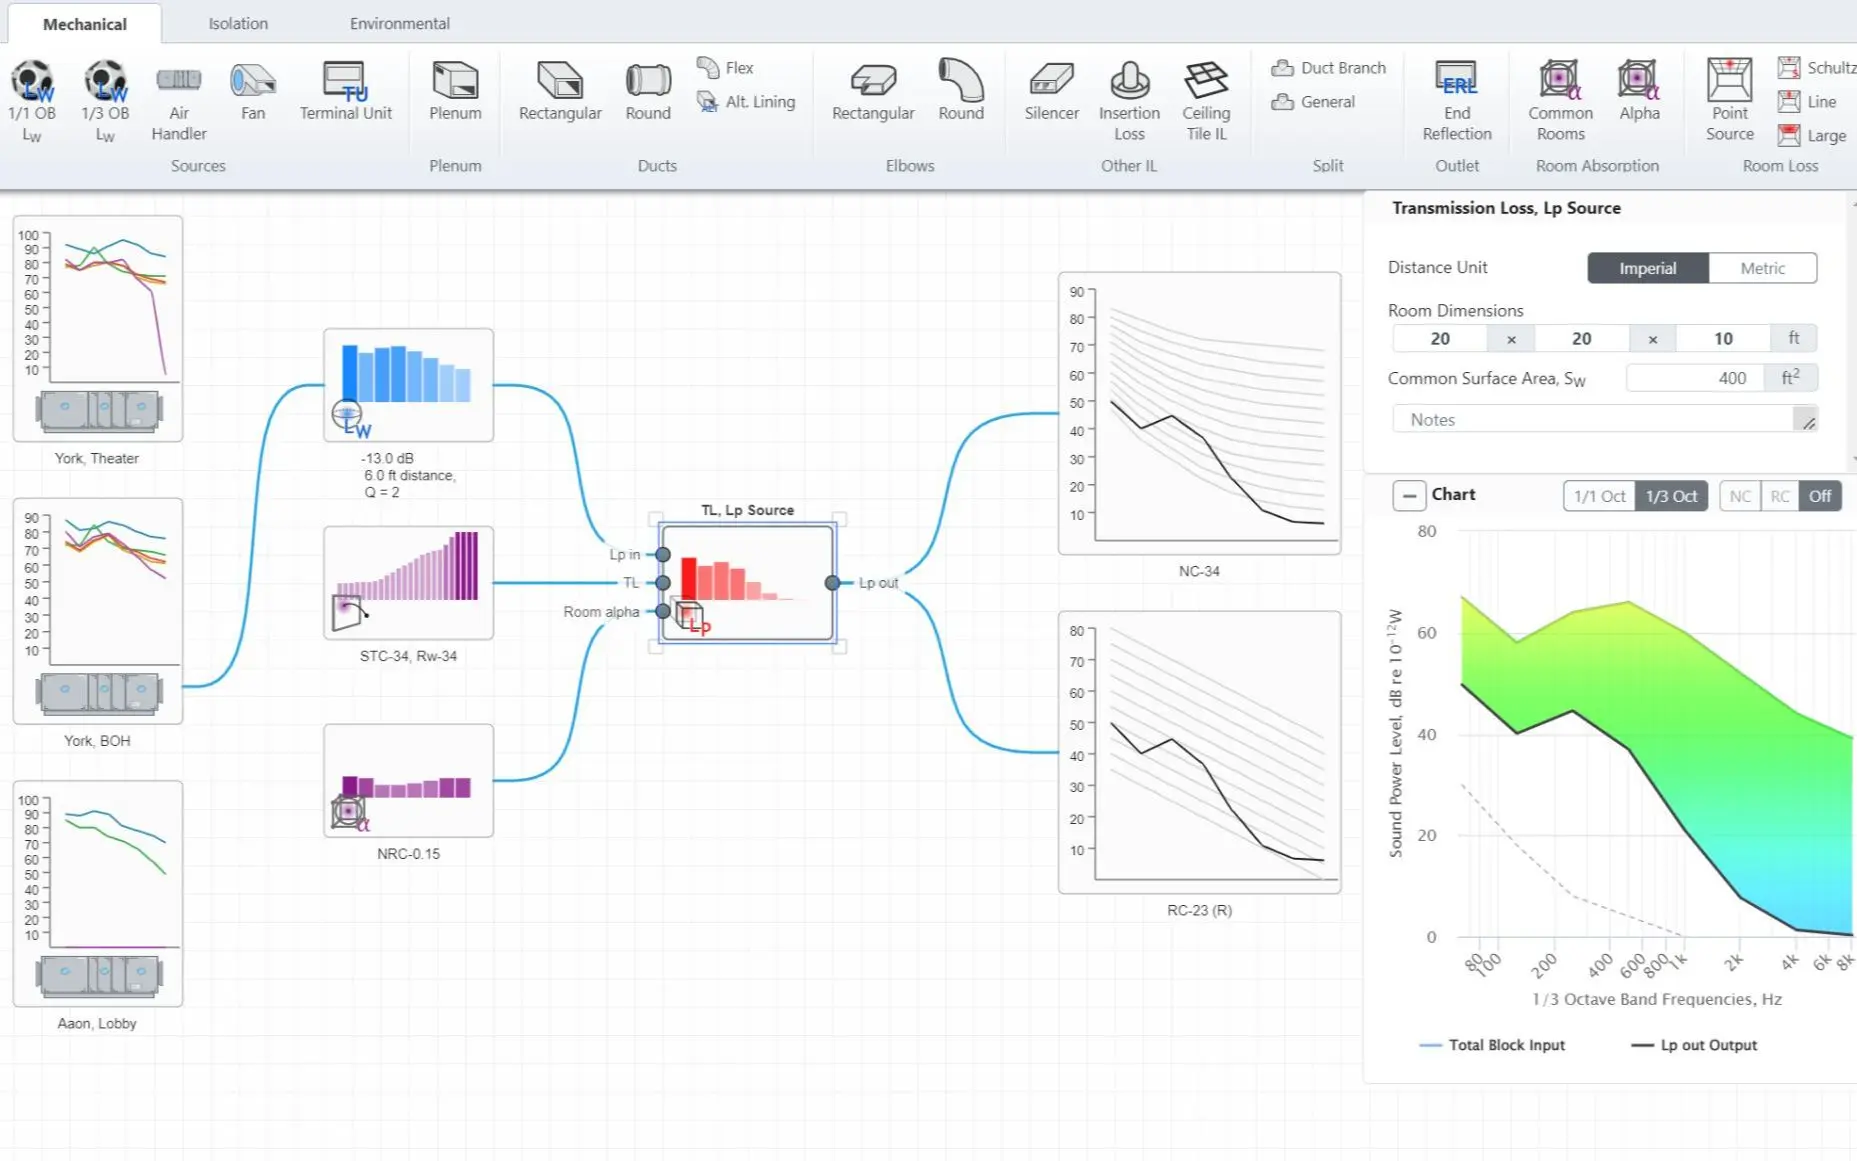 Mechanical
Isolation
Environmental
1/1 OB
Lw
1/3 OB
Lw
Air
Handler
Fan
Terminal Unit
Sources
Plenum
Plenum
Rectangular
Round
Flex
Alt. Lining
Ducts
Rectangular
Round
Elbows
Silencer
Insertion
Loss
Ceiling
Tile IL
Other IL
Duct Branch
General
Split
End
Reflection
Outlet
Common
Rooms
Alpha
Room Absorption
Point
Source
Schultz
Line
Large
Room Loss
LW
LW
TU
ERL
α
α
100
90
80
70
60
50
40
30
20
10
York, Theater
90
80
70
60
50
40
30
20
10
York, BOH
100
90
80
70
60
50
40
30
20
10
Aaon, Lobby
LW
-13.0 dB
6.0 ft distance,
Q = 2
STC-34, Rw-34
α
NRC-0.15
TL, Lp Source
Lp in
TL
Room alpha
Lp
Lp out
90
80
70
60
50
40
30
20
10
NC-34
80
70
60
50
40
30
20
10
RC-23 (R)
Transmission Loss, Lp Source
Distance Unit
Imperial
Metric
Room Dimensions
20 × 20 × 10 ft
Common Surface Area, SW
400 ft²
Notes
Chart
1/1 Oct
1/3 Oct
NC
RC
Off
Sound Power Level, dB re 10⁻¹²W
80
60
40
20
0
80
100
200
400
600
800
1k
2k
4k
6k
8k
1/3 Octave Band Frequencies, Hz
Total Block Input
Lp out Output